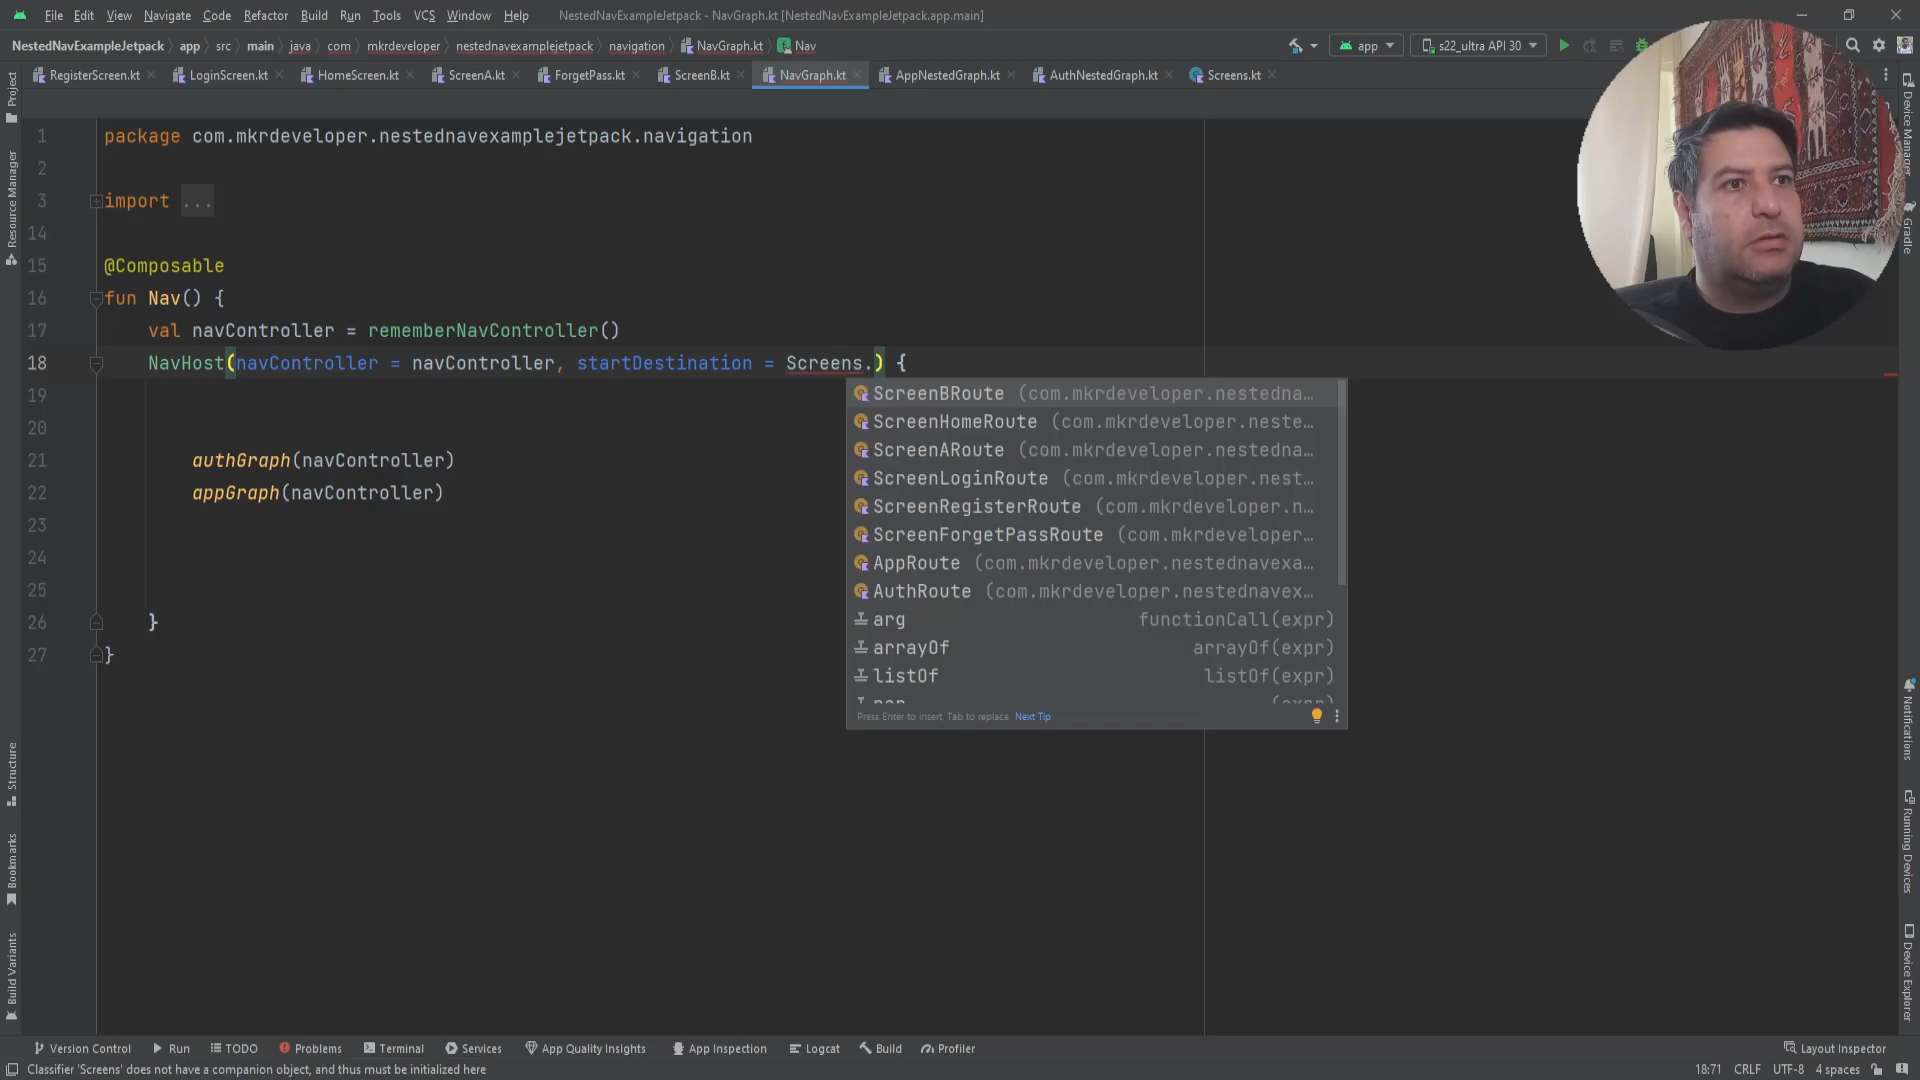 File Edit View Navigate Code Refactor Build Run Tools VCS Window Help NestedNavExampleJetpack - NavGraph.kt [NestedNavExampleJetpack.app.main]
NestedNavExampleJetpack app src main java com mkrdeveloper nestednavexamplejetpack navigation NavGraph.kt Nav app s22_ultra API 30
RegisterScreen.kt LoginScreen.kt HomeScreen.kt ScreenA.kt ForgetPass.kt ScreenB.kt NavGraph.kt AppNestedGraph.kt AuthNestedGraph.kt Screens.kt
1 package com.mkrdeveloper.nestednavexamplejetpack.navigation
2
3 import ...
14
15 @Composable
16 fun Nav() {
17 val navController = rememberNavController()
18 NavHost(navController = navController, startDestination = Screens.) {
19
20
21 authGraph(navController)
22 appGraph(navController)
23
24
25
26 }
27 }
ScreenBRoute (com.mkrdeveloper.nestedna...
ScreenHomeRoute (com.mkrdeveloper.neste...
ScreenARoute (com.mkrdeveloper.nestedna...
ScreenLoginRoute (com.mkrdeveloper.nest...
ScreenRegisterRoute (com.mkrdeveloper.n...
ScreenForgetPassRoute (com.mkrdeveloper...
AppRoute (com.mkrdeveloper.nestednavexa...
AuthRoute (com.mkrdeveloper.nestednavex...
arg functionCall(expr)
arrayOf arrayOf(expr)
listOf listOf(expr)
par (expr)
Press Enter to insert, Tab to replace Next Tip
Project
Resource Manager
Structure
Bookmarks
Build Variants
Device Manager
Gradle
Notifications
Running Devices
Device Explorer
Version Control Run TODO Problems Terminal Services App Quality Insights App Inspection Logcat Build Profiler Layout Inspector
Classifier 'Screens' does not have a companion object, and thus must be initialized here 18:71 CRLF UTF-8 4 spaces